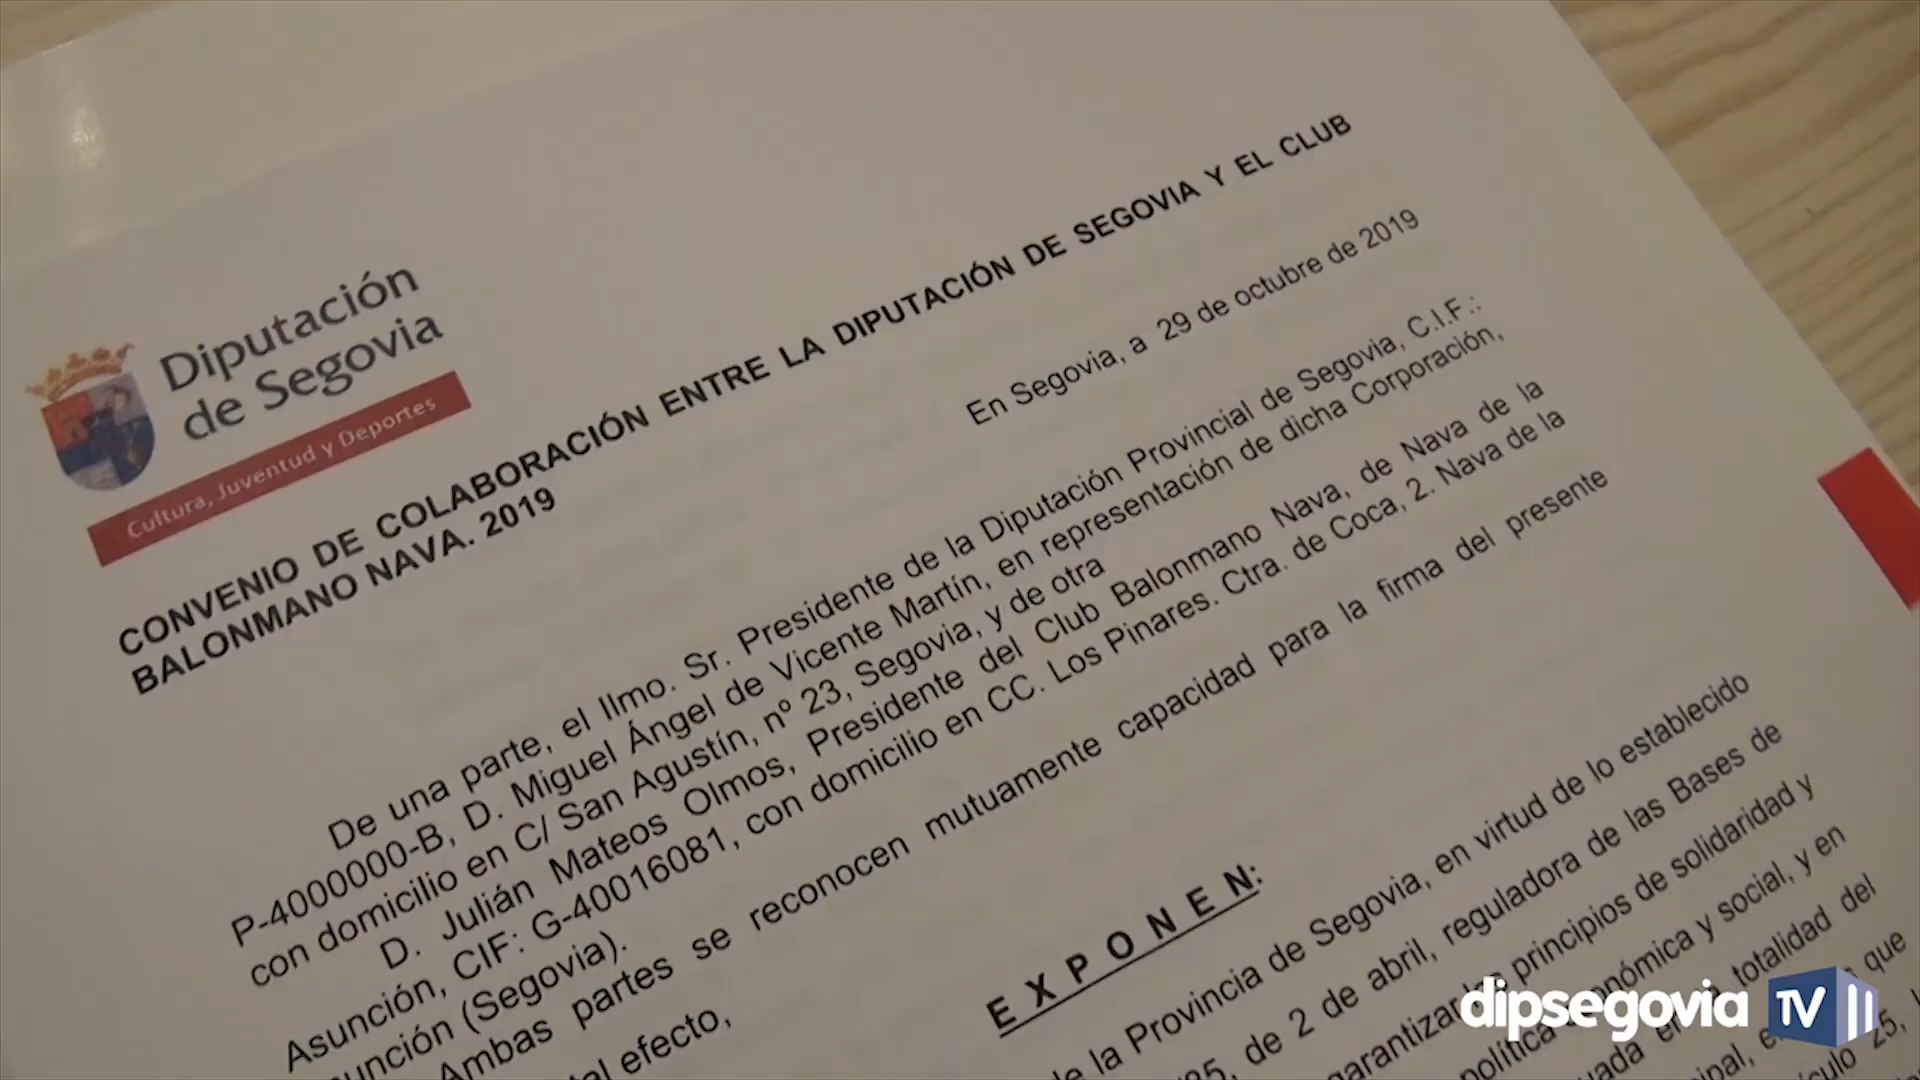 Diputación
de Segovia
Cultura, Juventud y Deportes
CONVENIO DE COLABORACIÓN ENTRE LA DIPUTACIÓN DE SEGOVIA Y EL CLUB
BALONMANO NAVA. 2019
En Segovia, a 29 de octubre de 2019
De una parte, el Ilmo. Sr. Presidente de la Diputación Provincial de Segovia, C.I.F.:
P-4000000-B, D. Miguel Ángel de Vicente Martín, en representación de dicha Corporación,
con domicilio en C/ San Agustín, nº 23, Segovia, y de otra
D. Julián Mateos Olmos, Presidente del Club Balonmano Nava, de Nava de la
Asunción, CIF: G-40016081, con domicilio en CC. Los Pinares. Ctra. de Coca, 2. Nava de la
unción (Segovia).
Ambas partes se reconocen mutuamente capacidad para la firma del presente
al efecto,
E X P O N E N:
de la Provincia de Segovia, en virtud de lo establecido
de 2 de abril, reguladora de las Bases de
garantizar principios de solidaridad y
política económica y social, y en
totalidad del
que
25,
dipsegovia TV